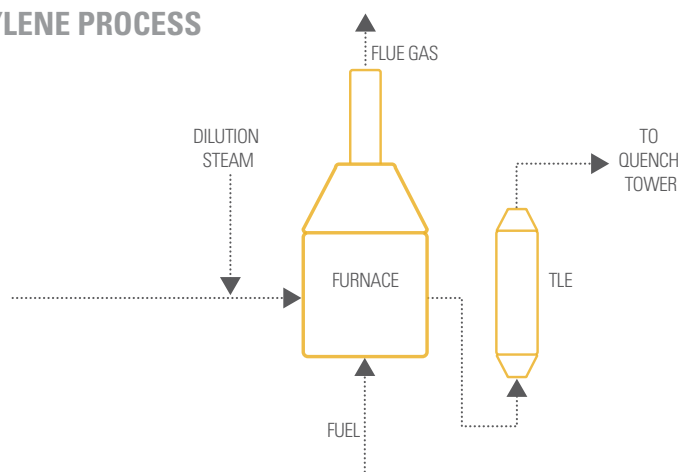 YLENE PROCESS
FLUE GAS
DILUTION
STEAM
TO
QUENCH
TOWER
FURNACE
TLE
FUEL